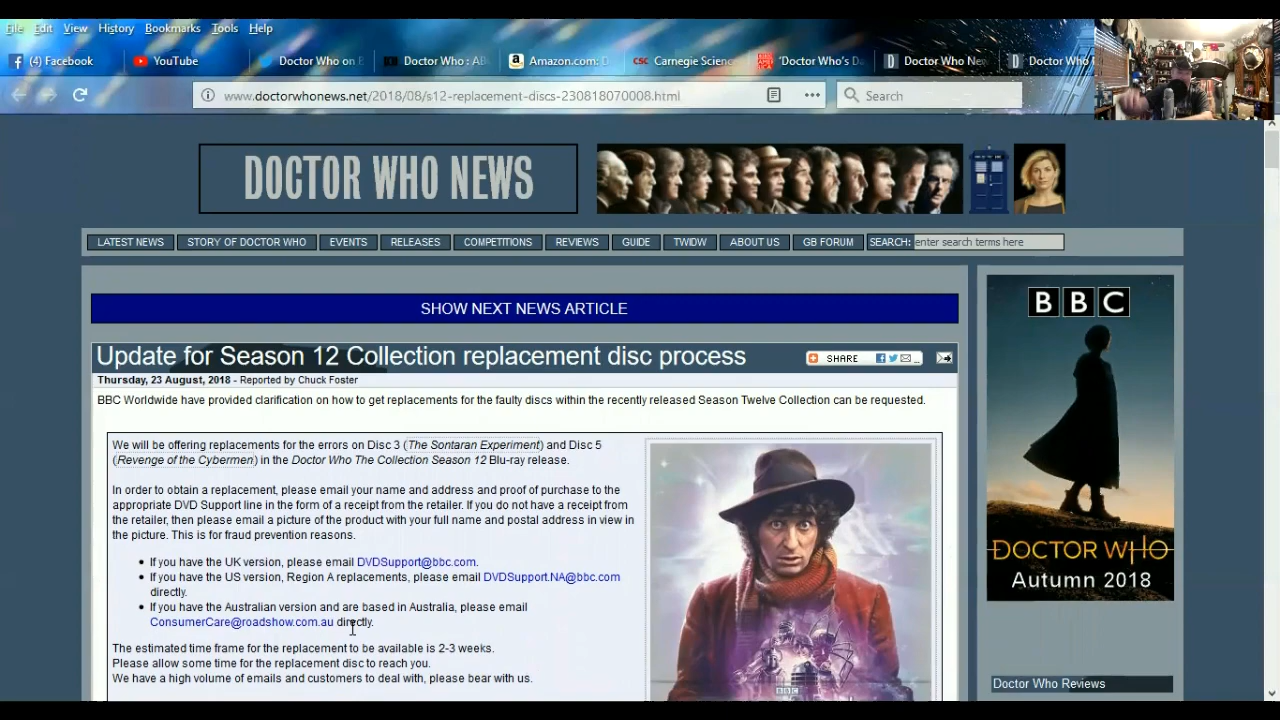 File Edit View History Bookmarks Tools Help
(4) Facebook
YouTube
Doctor Who on
Doctor Who :
Amazon.com:
Carnegie
'Doctor Who's
Doctor Who
Doctor Who
www.doctorwhonews.net/2018/08/s12-replacement-discs-230818070008.html
Search
DOCTOR WHO NEWS
LATEST NEWS
STORY OF DOCTOR WHO
EVENTS
RELEASES
COMPETITIONS
REVIEWS
GUIDE
TWIDW
ABOUT US
GB FORUM
SEARCH: enter search terms here
SHOW NEXT NEWS ARTICLE
Update for Season 12 Collection replacement disc process
SHARE
Thursday, 23 August, 2018 - Reported by Chuck Foster
BBC Worldwide have provided clarification on how to get replacements for the faulty discs within the recently released Season Twelve Collection can be requested.
We will be offering replacements for the errors on Disc 3 (The Sontaran Experiment) and Disc 5
(Revenge of the Cybermen) in the Doctor Who The Collection Season 12 Blu-ray release.
In order to obtain a replacement, please email your name and address and proof of purchase to the
appropriate DVD Support line in the form of a receipt from the retailer. If you do not have a receipt from
the retailer, then please email a picture of the product with your full name and postal address in view in
the picture. This is for fraud prevention reasons.
• If you have the UK version, please email DVDSupport@bbc.com.
• If you have the US version, Region A replacements, please email DVDSupport.NA@bbc.com
directly.
• If you have the Australian version and are based in Australia, please email
ConsumerCare@roadshow.com.au directly.
The estimated time frame for the replacement to be available is 2-3 weeks.
Please allow some time for the replacement disc to reach you.
We have a high volume of emails and customers to deal with, please bear with us.
BBC
BBC
DOCTOR WHO
Autumn 2018
Doctor Who Reviews